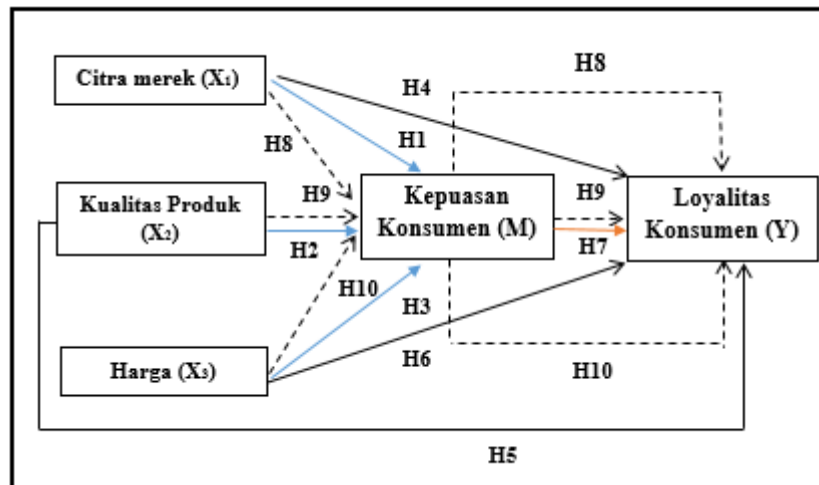 H8
Citra merek (X₁)
H4
H1
H8
Kepuasan
Konsumen (M)
H9
H9
Kualitas Produk
(X₂)
Loyalitas
Konsumen (Y)
H2
H7
H10
H3
H6
Harga (X₃)
H10
H5